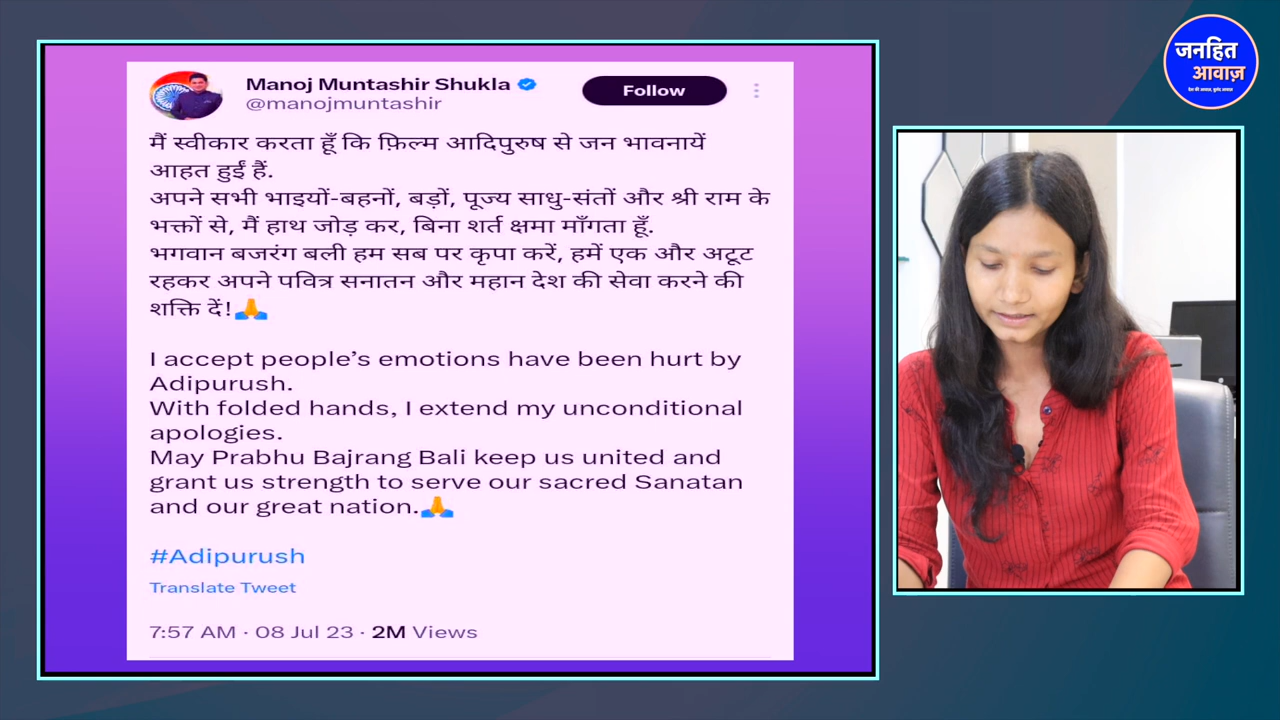 Manoj Muntashir Shukla
@manojmuntashir
Follow
मैं स्वीकार करता हूँ कि फ़िल्म आदिपुरुष से जन भावनायें
आहत हुईं हैं.
अपने सभी भाइयों-बहनों, बड़ों, पूज्य साधु-संतों और श्री राम के
भक्तों से, मैं हाथ जोड़ कर, बिना शर्त क्षमा माँगता हूँ.
भगवान बजरंग बली हम सब पर कृपा करें, हमें एक और अटूट
रहकर अपने पवित्र सनातन और महान देश की सेवा करने की
शक्ति दें!🙏
I accept people’s emotions have been hurt by
Adipurush.
With folded hands, I extend my unconditional
apologies.
May Prabhu Bajrang Bali keep us united and
grant us strength to serve our sacred Sanatan
and our great nation.🙏
#Adipurush
Translate Tweet
7:57 AM · 08 Jul 23 · 2M Views
जनहित
आवाज़